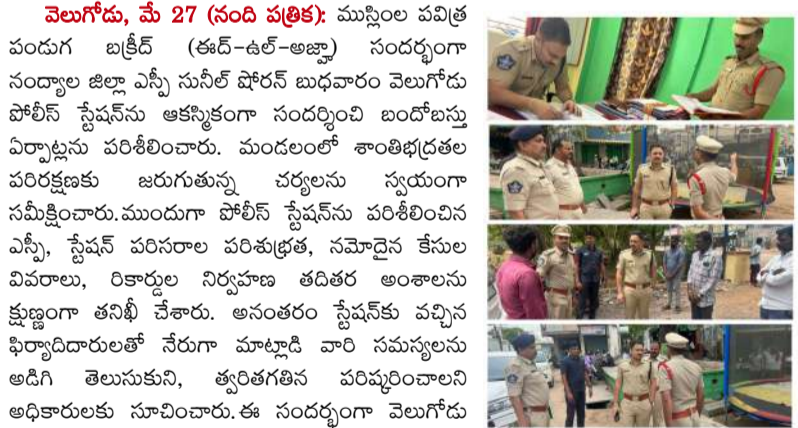 వెలుగోడు, మే 27 (నంది పత్రిక): ముస్లింల పవిత్ర
పండుగ బక్రీద్ (ఈద్-ఉల్-అజ్హా) సందర్భంగా
నంద్యాల జిల్లా ఎస్పీ సునీల్ షోరన్ బుధవారం వెలుగోడు
పోలీస్ స్టేషన్‌ను ఆకస్మికంగా సందర్శించి బందోబస్తు
ఏర్పాట్లను పరిశీలించారు. మండలంలో శాంతిభద్రతల
పరిరక్షణకు జరుగుతున్న చర్యలను స్వయంగా
సమీక్షించారు.ముందుగా పోలీస్ స్టేషన్‌ను పరిశీలించిన
ఎస్పీ, స్టేషన్ పరిసరాల పరిశుభ్రత, నమోదైన కేసుల
వివరాలు, రికార్డుల నిర్వహణ తదితర అంశాలను
క్షుణ్ణంగా తనిఖీ చేశారు. అనంతరం స్టేషన్‌కు వచ్చిన
ఫిర్యాదిదారులతో నేరుగా మాట్లాడి వారి సమస్యలను
అడిగి తెలుసుకుని, త్వరితగతిన పరిష్కరించాలని
అధికారులకు సూచించారు.ఈ సందర్భంగా వెలుగోడు